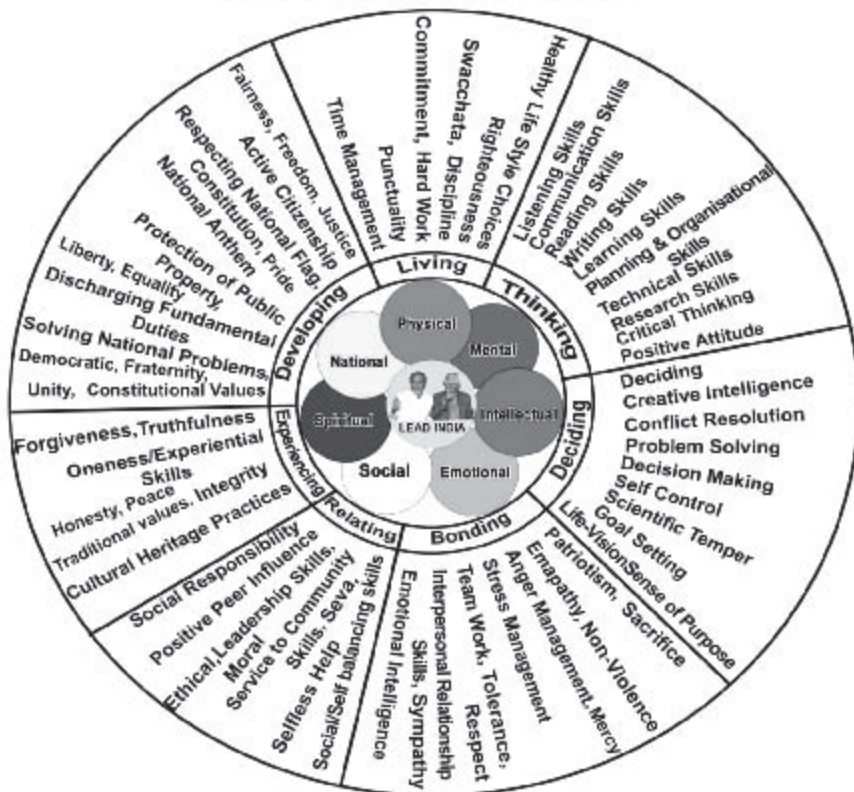 Living
Healthy Life Style Choices
Righteousness
Swacchata, Discipline
Commitment, Hard Work
Punctuality
Time Management
Thinking
Listening Skills
Communication Skills
Reading Skills
Writing Skills
Learning Skills
Planning & Organisational
Skills
Technical Skills
Research Skills
Critical Thinking
Positive Attitude
Deciding
Deciding
Creative Intelligence
Conflict Resolution
Problem Solving
Decision Making
Self Control
Scientific Temper
Goal Setting
Life-Vision Sense of Purpose
Bonding
Patriotism, Sacrifice
Emapathy, Non-Violence
Anger Management, Mercy
Stress Management
Team Work, Tolerance,
Respect
Interpersonal Relationship
Skills, Sympathy
Emotional Intelligence
Relating
Social Responsibility
Positive Peer Influence
Ethical, Leadership Skills,
Moral
Skills, Seva,
Service to Community
Selfless Help
Social/Self balancing skills
Experiencing
Forgiveness, Truthfulness
Oneness/Experiential
Skills
Honesty, Peace
Traditional values. Integrity
Cultural Heritage Practices
Developing
Fairness, Freedom, Justice
Active Citizenship
Respecting National Flag,
Constitution, Pride
National Anthem
Protection of Public
Property,
Liberty, Equality
Discharging Fundamental
Duties
Solving National Problems,
Democratic, Fraternity,
Unity, Constitutional Values
Physical
Mental
Intellectual
Emotional
Social
Spiritual
National
LEAD INDIA